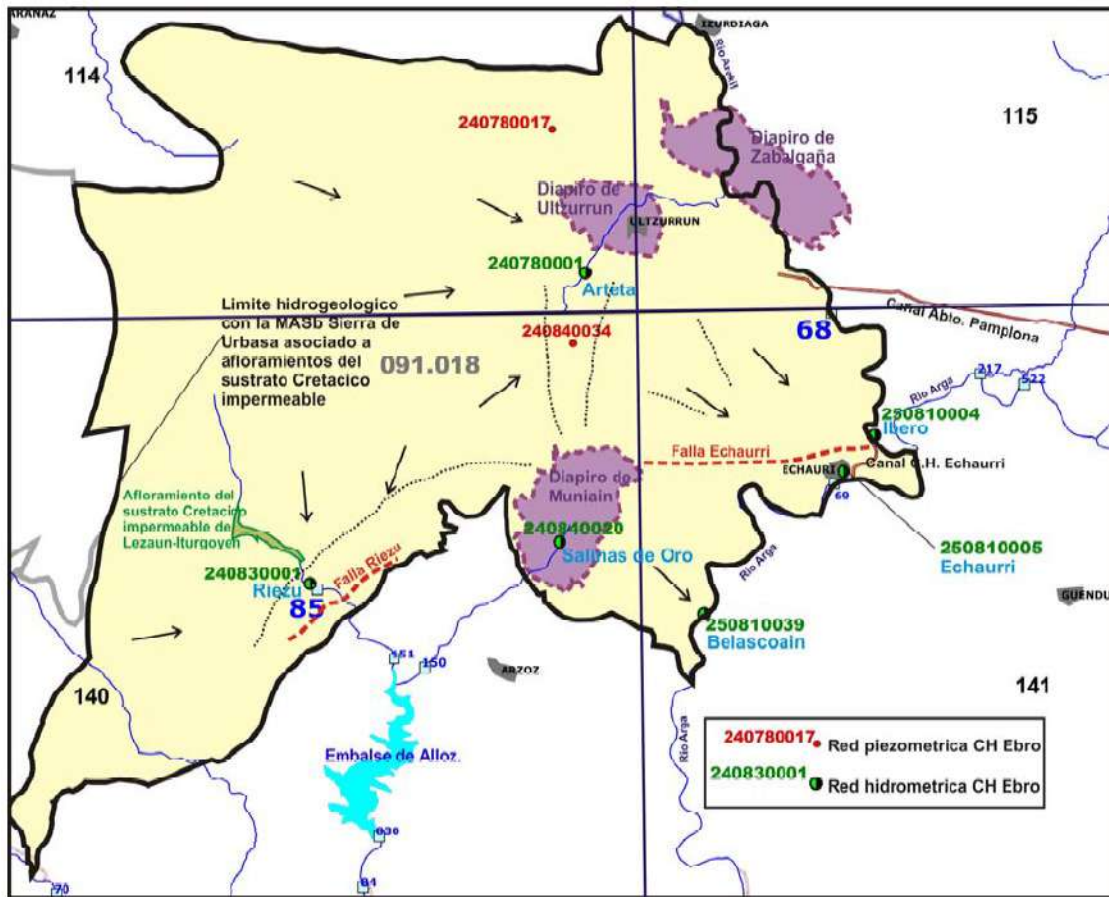 ARANAZ
IZURDIAGA
Rio Arakil
114
115
240780017
Diapiro de
Zabalgaña
Diapiro de
Ultzurrun
ULTZURRUN
240780001
Arteta
Limite hidrogeologico
con la MASb Sierra de
Urbasa asociado a
afloramientos del
sustrato Cretacico
impermeable
091.018
240840034
68
Canal Abto. Pamplona
217
522
Rio Arga
250810004
Ibero
Falla Echaurri
ECHAURI
Canal C.H. Echaurri
69
Diapiro de
Muniain
240840020
Salinas de Oro
Afloramiento del
sustrato Cretacico
impermeable de
Lezaun-Iturgoyen
240830001
Riezu
85
Falla Riezu
Rio Arga
250810005
Echaurri
GUENDU
250810039
Belascoain
151
150
ARZOZ
140
141
Embalse de Alloz.
Rio Arga
240780017
Red piezometrica CH Ebro
240830001
Red hidrometrica CH Ebro
830
70
84